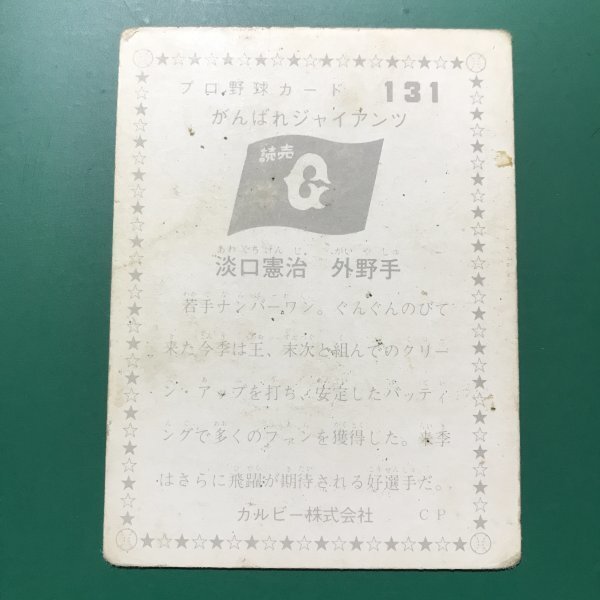 プロ野球カード 131
がんばれジャイアンツ
読売
G
淡口憲治 外野手
若手ナンバーワン。ぐんぐんのびて
来た今季は王、末次と組んでのクリー
ン・アップを打ち、安定したバッティ
ングで多くのファンを獲得した。来季
はさらに飛躍が期待される好選手だ。
カルビー株式会社 CP